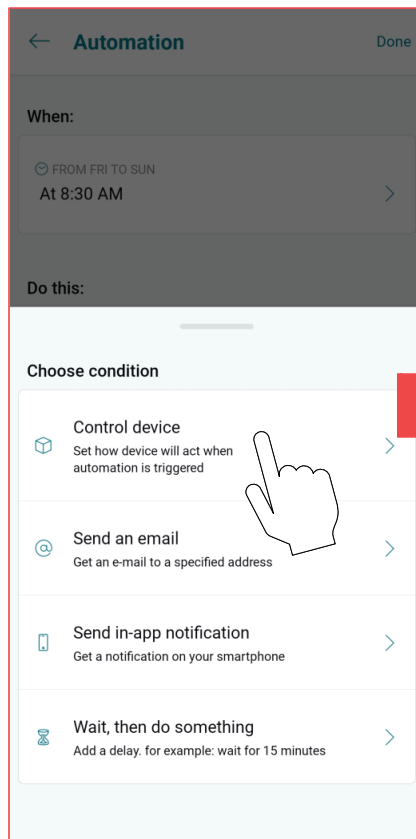 Automation Done
When:
FROM FRI TO SUN
At 8:30 AM
Do this:
Choose condition
Control device
Set how device will act when
automation is triggered
Send an email
Get an e-mail to a specified address
Send in-app notification
Get a notification on your smartphone
Wait, then do something
Add a delay. for example: wait for 15 minutes